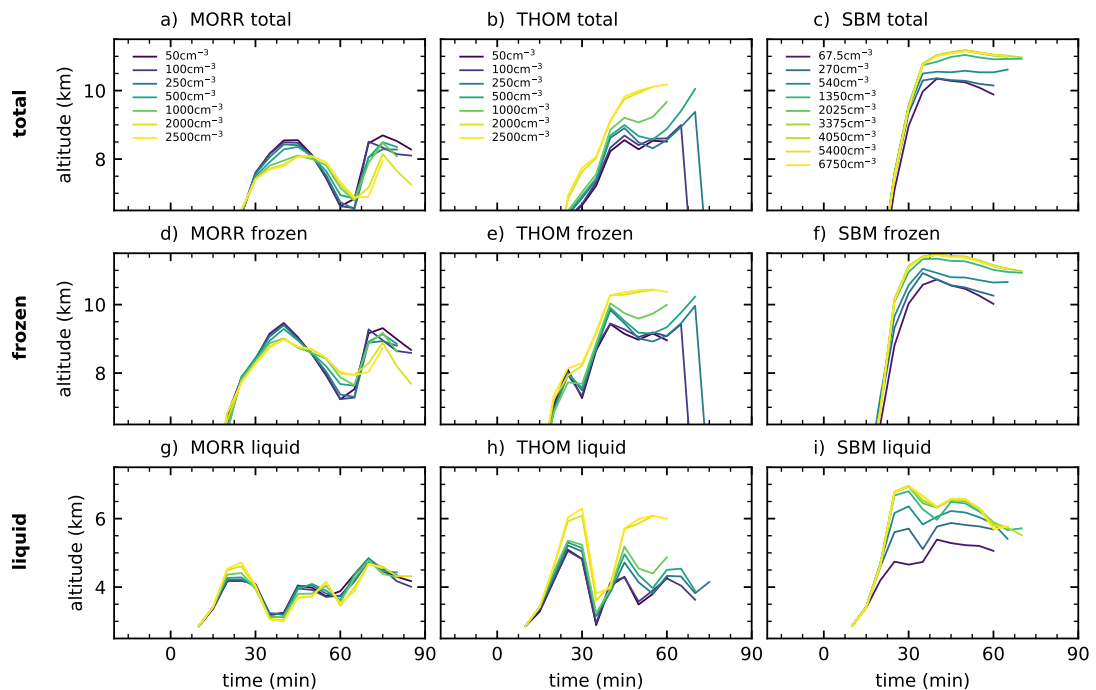 a) MORR total
b) THOM total
c) SBM total
50cm⁻³
100cm⁻³
250cm⁻³
500cm⁻³
1000cm⁻³
2000cm⁻³
2500cm⁻³
50cm⁻³
100cm⁻³
250cm⁻³
500cm⁻³
1000cm⁻³
2000cm⁻³
2500cm⁻³
67.5cm⁻³
270cm⁻³
540cm⁻³
1350cm⁻³
2025cm⁻³
3375cm⁻³
4050cm⁻³
5400cm⁻³
6750cm⁻³
total
altitude (km)
10
8
d) MORR frozen
e) THOM frozen
f) SBM frozen
frozen
altitude (km)
10
8
g) MORR liquid
h) THOM liquid
i) SBM liquid
liquid
altitude (km)
6
4
0 30 60 90
0 30 60 90
0 30 60 90
time (min)
time (min)
time (min)